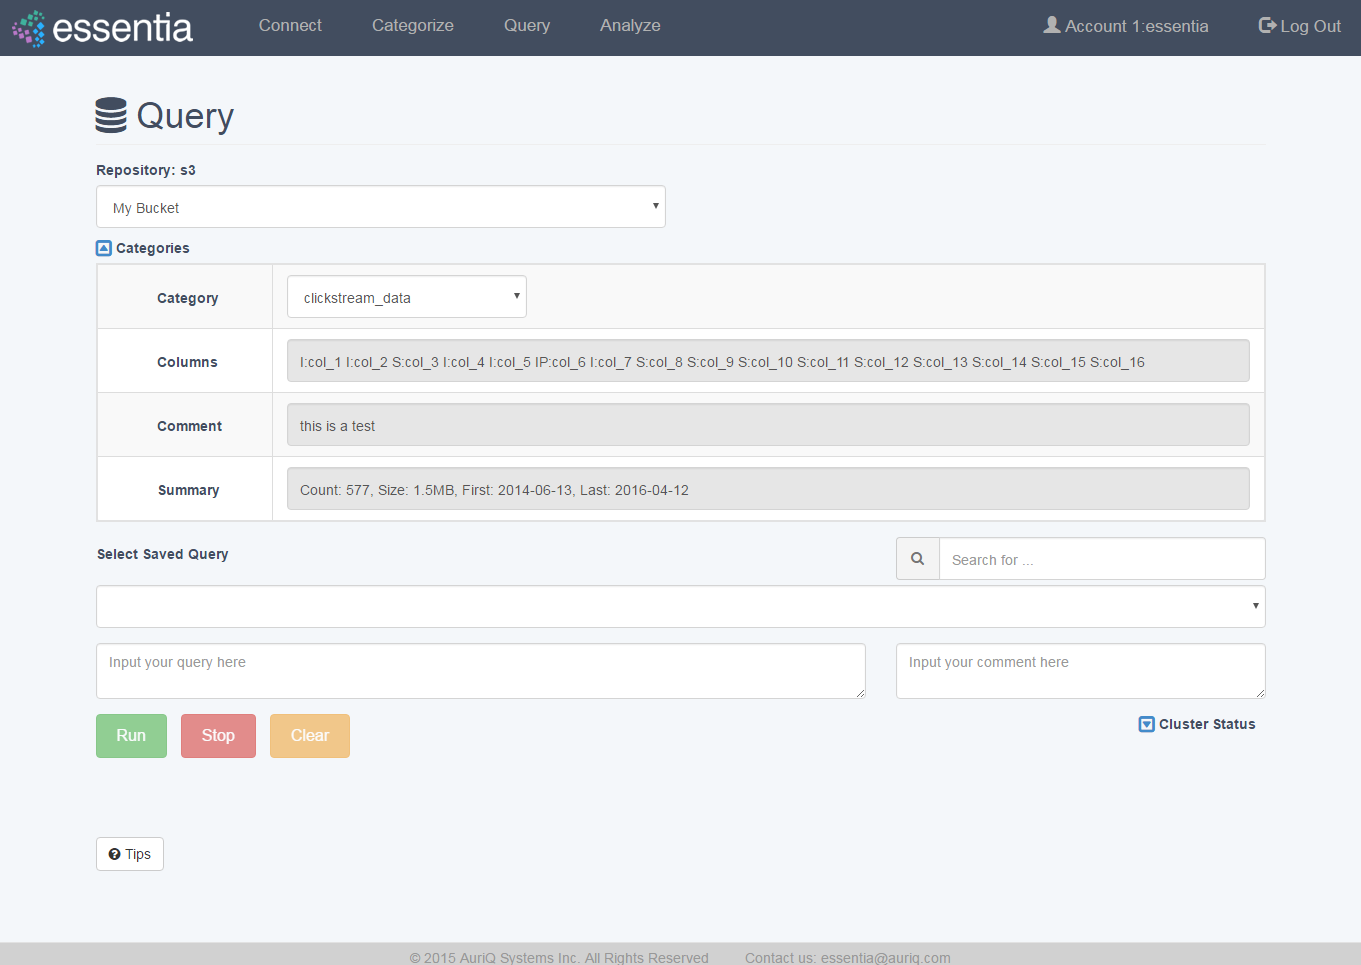 essentia Connect Categorize Query Analyze Account 1:essentia Log Out
Query
Repository: s3
My Bucket
Categories
Category clickstream_data
Columns I:col_1 I:col_2 S:col_3 I:col_4 I:col_5 IP:col_6 I:col_7 S:col_8 S:col_9 S:col_10 S:col_11 S:col_12 S:col_13 S:col_14 S:col_15 S:col_16
Comment this is a test
Summary Count: 577, Size: 1.5MB, First: 2014-06-13, Last: 2016-04-12
Select Saved Query Search for ...
Input your query here Input your comment here
Run Stop Clear Cluster Status
Tips
© 2015 AuriQ Systems Inc. All Rights Reserved Contact us: essentia@auriq.com